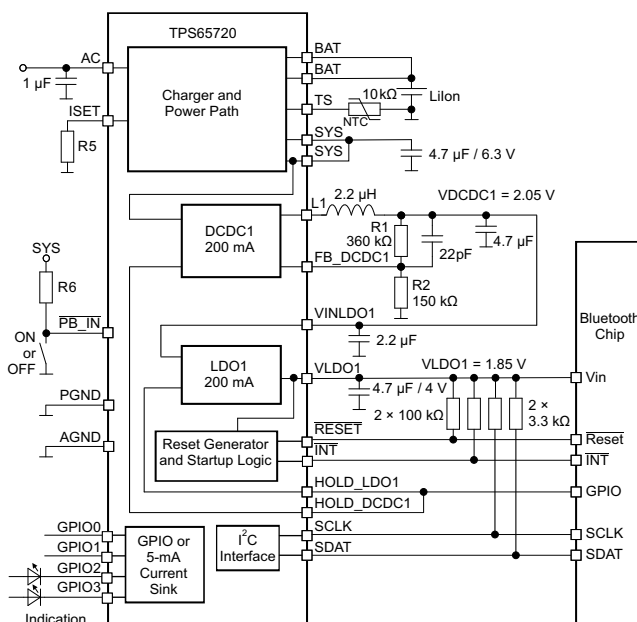 TPS65720
AC
1 µF
ISET
R5
Charger and
Power Path
BAT
BAT
TS
10 kΩ
NTC
LiIon
SYS
SYS
4.7 µF / 6.3 V
L1
2.2 µH
VDCDC1 = 2.05 V
DCDC1
200 mA
R1
360 kΩ
22pF
4.7 µF
FB_DCDC1
R2
150 kΩ
SYS
R6
PB_IN
ON
or
OFF
VINLDO1
2.2 µF
LDO1
200 mA
VLDO1
VLDO1 = 1.85 V
4.7 µF / 4 V
2 × 100 kΩ
2 ×
3.3 kΩ
Bluetooth
Chip
Vin
PGND
AGND
Reset Generator
and Startup Logic
RESET
Reset
INT
INT
HOLD_LDO1
GPIO
HOLD_DCDC1
GPIO0
GPIO1
GPIO2
GPIO3
GPIO or
5-mA
Current
Sink
I2C
Interface
SCLK
SCLK
SDAT
SDAT
Indication